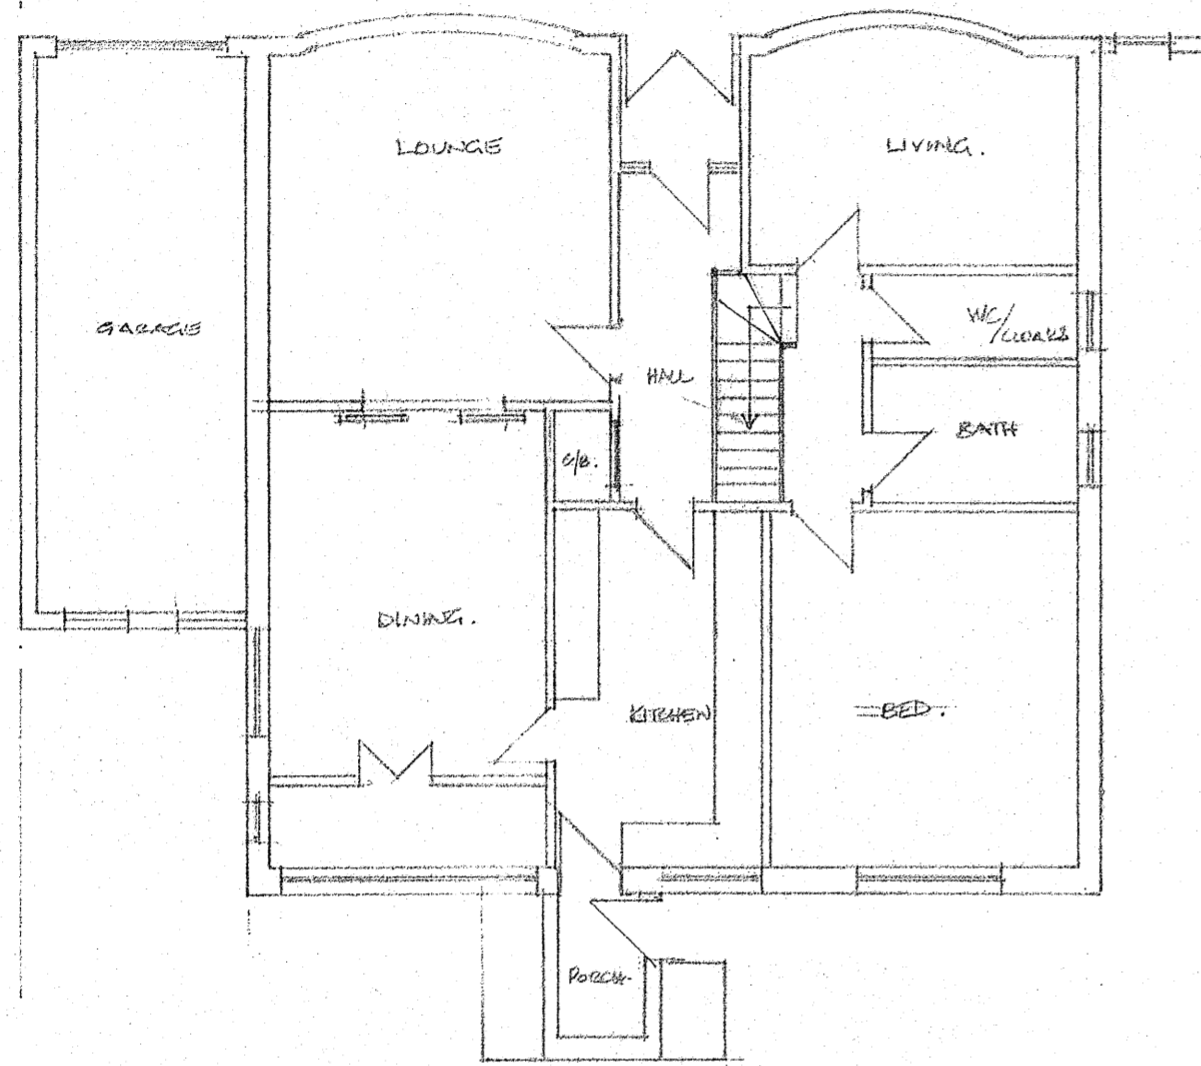 LOUNGE
LIVING.
GARAGE
WC/
CLOAKS
HALL
BATH
C/B.
DINING.
KITCHEN
BED.
PORCH.